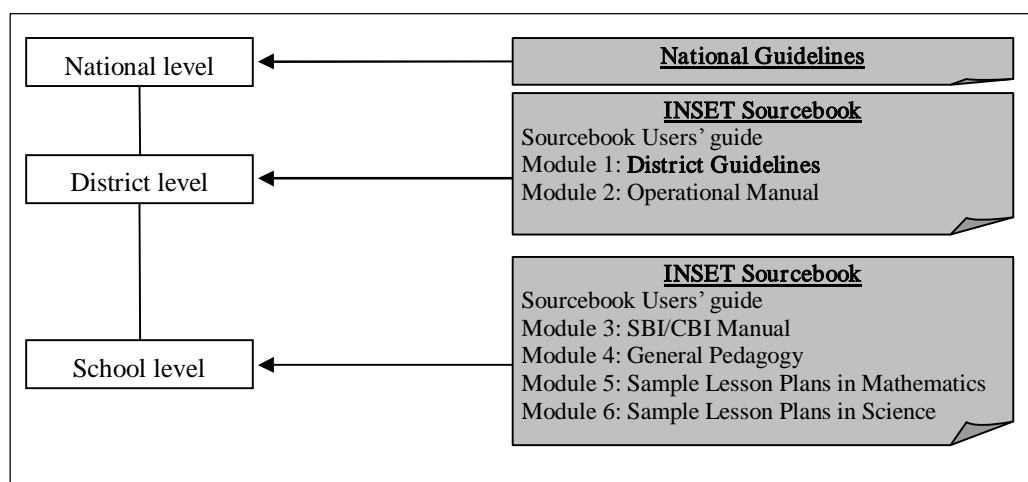 National level
National Guidelines
District level
INSET Sourcebook
Sourcebook Users' guide
Module 1: District Guidelines
Module 2: Operational Manual
School level
INSET Sourcebook
Sourcebook Users' guide
Module 3: SBI/CBI Manual
Module 4: General Pedagogy
Module 5: Sample Lesson Plans in Mathematics
Module 6: Sample Lesson Plans in Science